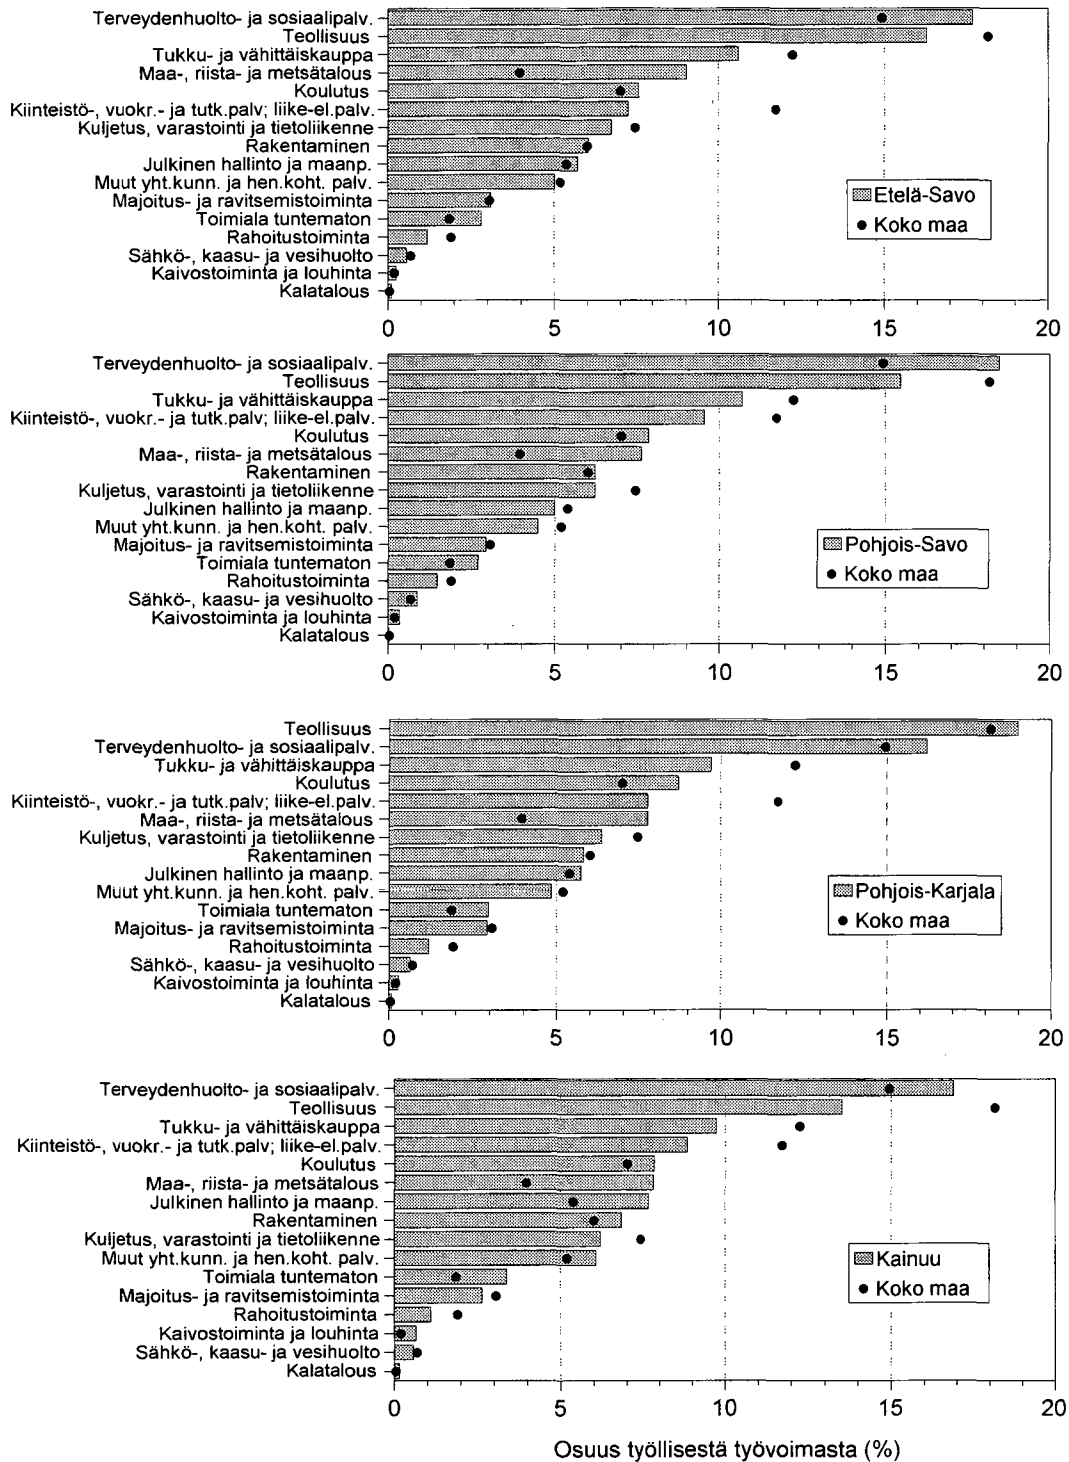 Terveydenhuolto- ja sosiaalipalv.
Teollisuus
Tukku- ja vähittäiskauppa
Maa-, riista- ja metsätalous
Koulutus
Kiinteistö-, vuokr.- ja tutk.palv; liike-el.palv.
Kuljetus, varastointi ja tietoliikenne
Rakentaminen
Julkinen hallinto ja maanp.
Muut yht.kunn. ja hen.koht. palv.
Majoitus- ja ravitsemistoiminta
Toimiala tuntematon
Rahoitustoiminta
Sähkö-, kaasu- ja vesihuolto
Kaivostoiminta ja louhinta
Kalatalous
Etelä-Savo
Koko maa
0 5 10 15 20
Terveydenhuolto- ja sosiaalipalv.
Teollisuus
Tukku- ja vähittäiskauppa
Kiinteistö-, vuokr.- ja tutk.palv; liike-el.palv.
Koulutus
Maa-, riista- ja metsätalous
Rakentaminen
Kuljetus, varastointi ja tietoliikenne
Julkinen hallinto ja maanp.
Muut yht.kunn. ja hen.koht. palv.
Majoitus- ja ravitsemistoiminta
Toimiala tuntematon
Rahoitustoiminta
Sähkö-, kaasu- ja vesihuolto
Kaivostoiminta ja louhinta
Kalatalous
Pohjois-Savo
Koko maa
0 5 10 15 20
Teollisuus
Terveydenhuolto- ja sosiaalipalv.
Tukku- ja vähittäiskauppa
Koulutus
Kiinteistö-, vuokr.- ja tutk.palv; liike-el.palv.
Maa-, riista- ja metsätalous
Kuljetus, varastointi ja tietoliikenne
Rakentaminen
Julkinen hallinto ja maanp.
Muut yht.kunn. ja hen.koht. palv.
Toimiala tuntematon
Majoitus- ja ravitsemistoiminta
Rahoitustoiminta
Sähkö-, kaasu- ja vesihuolto
Kaivostoiminta ja louhinta
Kalatalous
Pohjois-Karjala
Koko maa
0 5 10 15 20
Terveydenhuolto- ja sosiaalipalv.
Teollisuus
Tukku- ja vähittäiskauppa
Kiinteistö-, vuokr.- ja tutk.palv; liike-el.palv.
Koulutus
Maa-, riista- ja metsätalous
Julkinen hallinto ja maanp.
Rakentaminen
Kuljetus, varastointi ja tietoliikenne
Muut yht.kunn. ja hen.koht. palv.
Toimiala tuntematon
Majoitus- ja ravitsemistoiminta
Rahoitustoiminta
Kaivostoiminta ja louhinta
Sähkö-, kaasu- ja vesihuolto
Kalatalous
Kainuu
Koko maa
0 5 10 15 20
Osuus työllisestä työvoimasta (%)